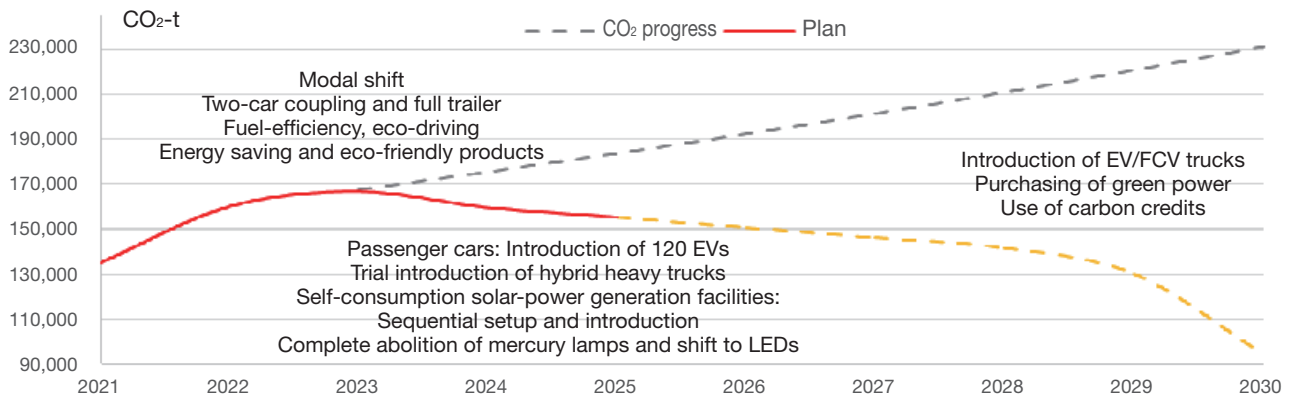 CO₂-t
CO₂ progress
Plan
230,000
210,000
190,000
170,000
150,000
130,000
110,000
90,000
Modal shift
Two-car coupling and full trailer
Fuel-efficiency, eco-driving
Energy saving and eco-friendly products
Introduction of EV/FCV trucks
Purchasing of green power
Use of carbon credits
Passenger cars: Introduction of 120 EVs
Trial introduction of hybrid heavy trucks
Self-consumption solar-power generation facilities:
Sequential setup and introduction
Complete abolition of mercury lamps and shift to LEDs
2021 2022 2023 2024 2025 2026 2027 2028 2029 2030